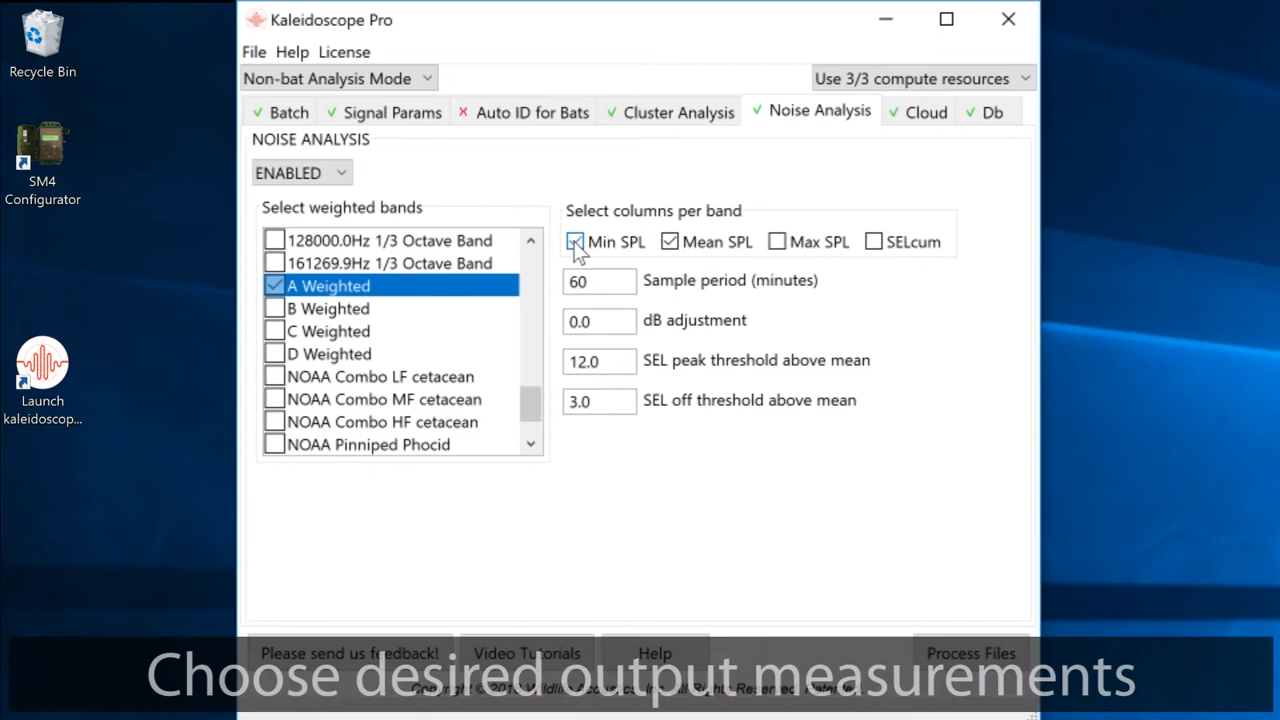 Recycle Bin
SM4
Configurator
Launch
kaleidoscop...
Kaleidoscope Pro
File Help License
Non-bat Analysis Mode
Use 3/3 compute resources
Batch
Signal Params
Auto ID for Bats
Cluster Analysis
Noise Analysis
Cloud
Db
NOISE ANALYSIS
ENABLED
Select weighted bands
128000.0Hz 1/3 Octave Band
161269.9Hz 1/3 Octave Band
A Weighted
B Weighted
C Weighted
D Weighted
NOAA Combo LF cetacean
NOAA Combo MF cetacean
NOAA Combo HF cetacean
NOAA Pinniped Phocid
Select columns per band
Min SPL Mean SPL Max SPL SELcum
60 Sample period (minutes)
0.0 dB adjustment
12.0 SEL peak threshold above mean
3.0 SEL off threshold above mean
Please send us feedback! Video Tutorials Help Process Files
Choose desired output measurements